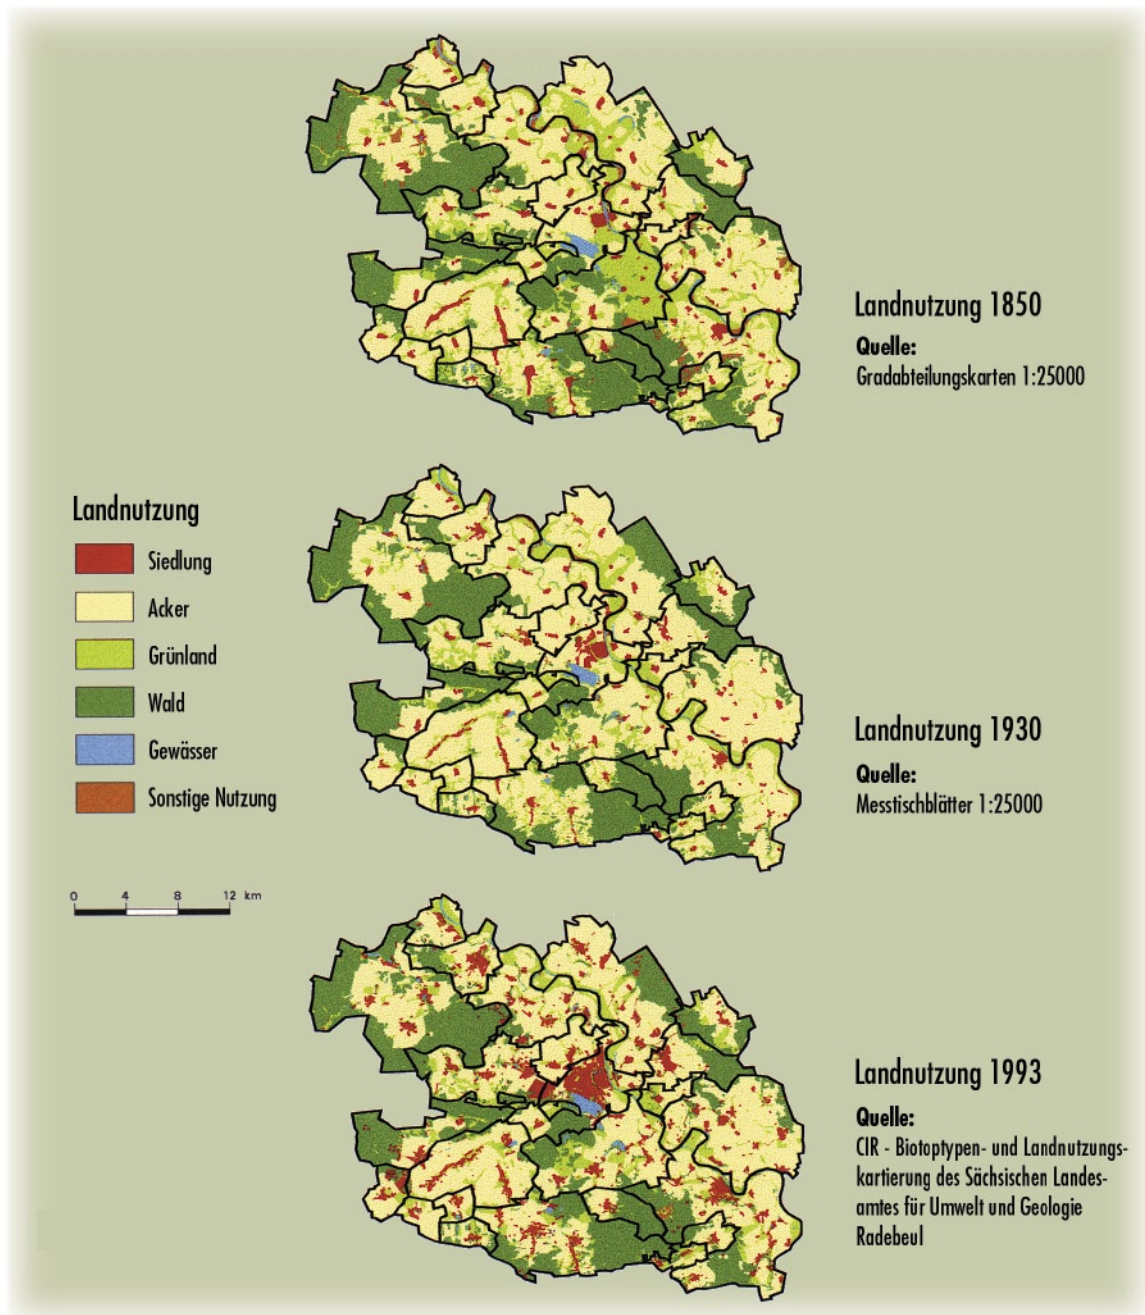 Landnutzung 1850
Quelle:
Gradabteilungskarten 1:25000
Landnutzung
Siedlung
Acker
Grünland
Wald
Gewässer
Sonstige Nutzung
0 4 8 12 km
Landnutzung 1930
Quelle:
Messtischblätter 1:25000
Landnutzung 1993
Quelle:
CIR - Biotoptypen- und Landnutzungs-
kartierung des Sächsischen Landes-
amtes für Umwelt und Geologie
Radebeul